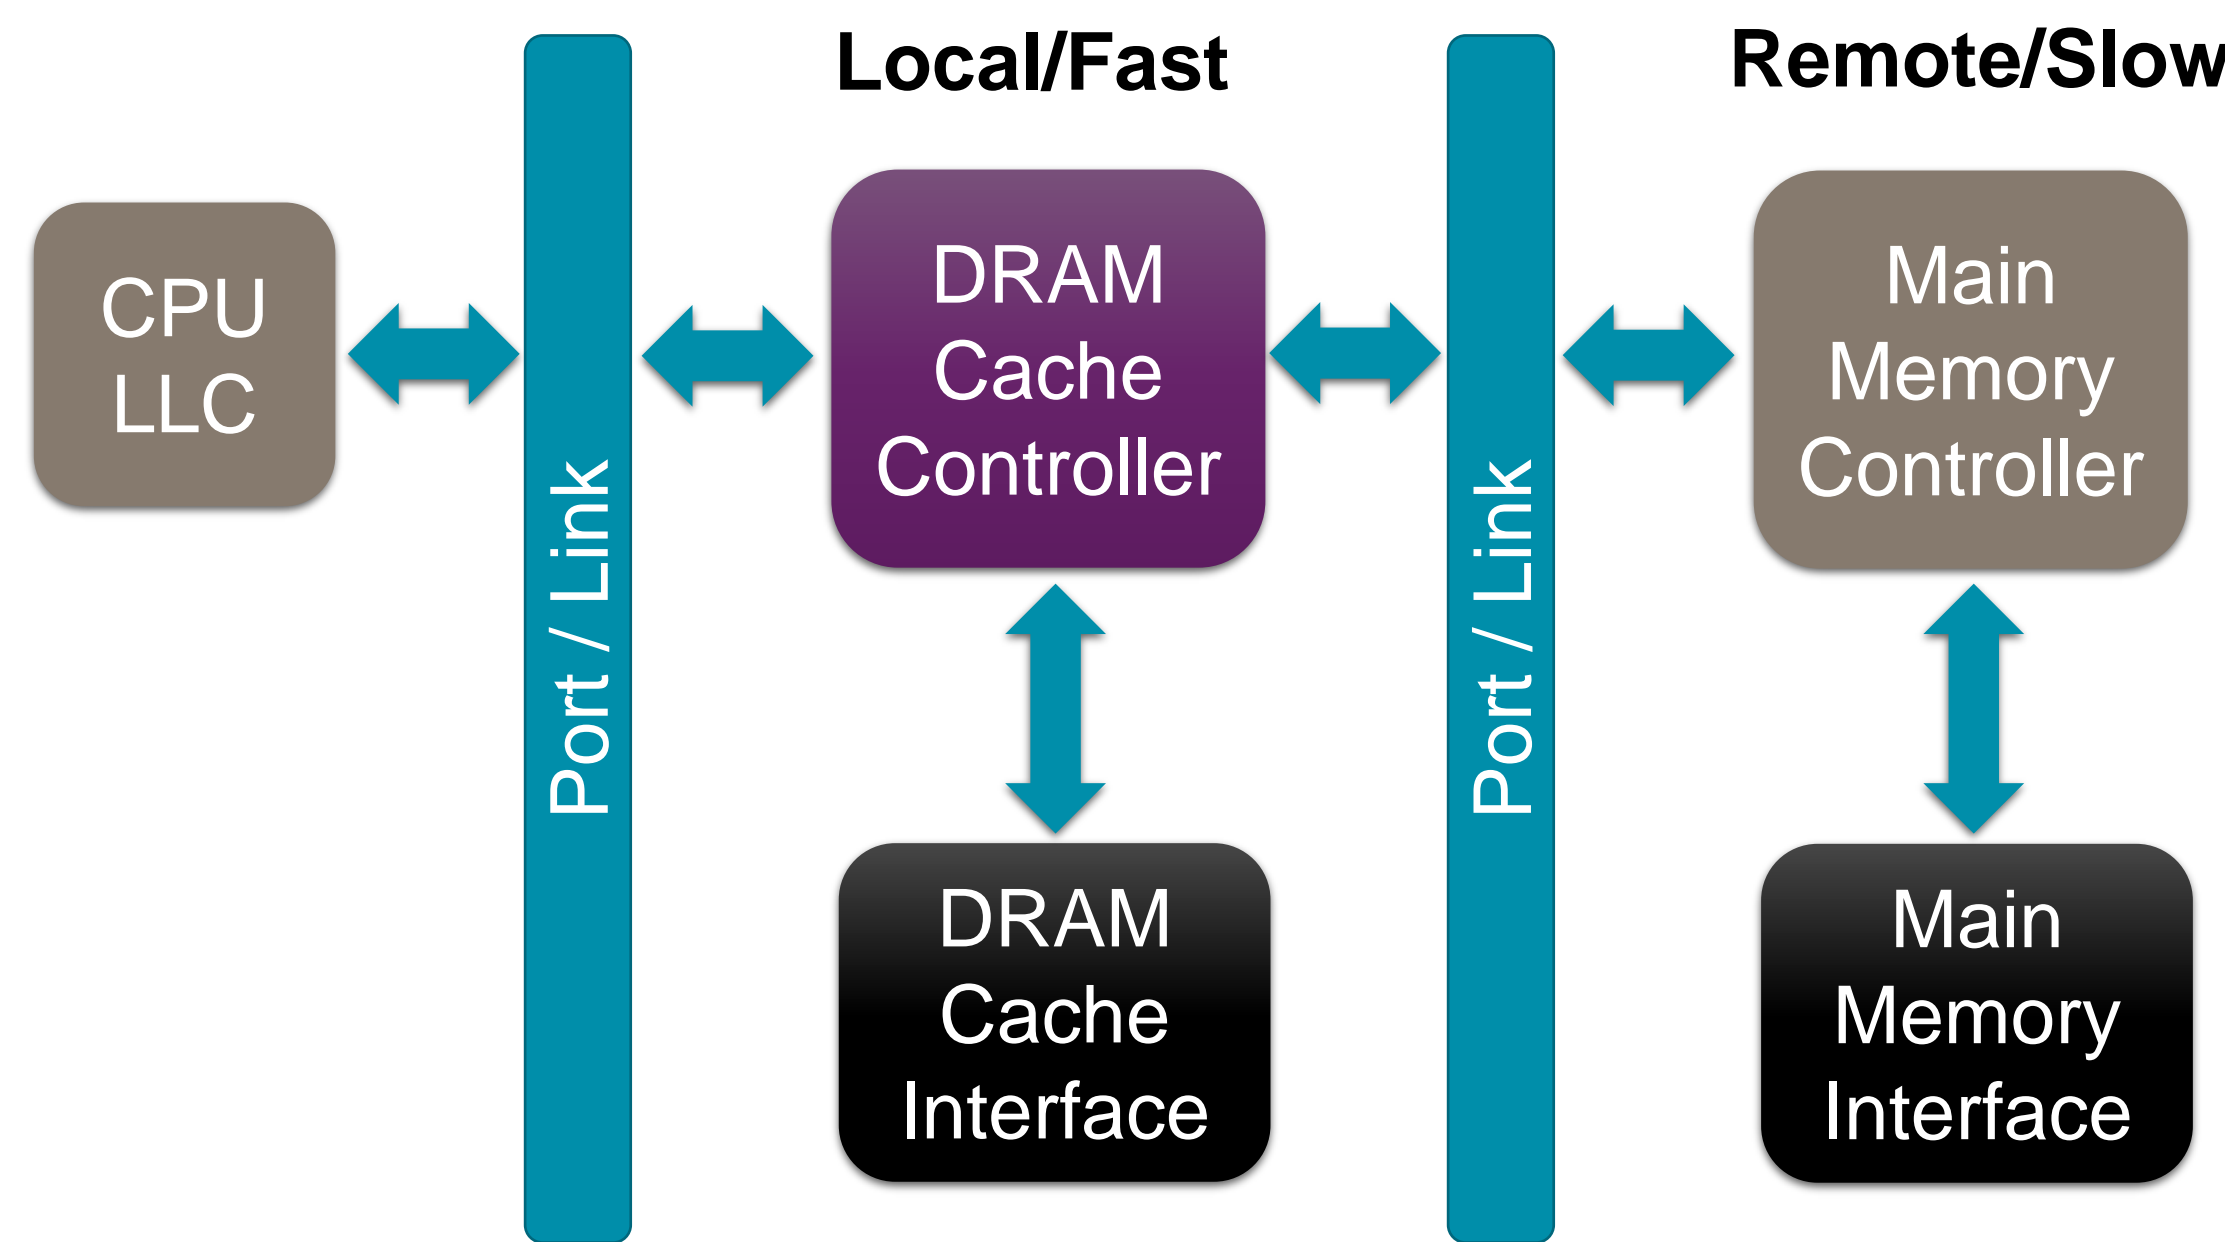 Local/Fast
Remote/Slow
CPU
LLC
Port / Link
DRAM
Cache
Controller
Port / Link
Main
Memory
Controller
DRAM
Cache
Interface
Main
Memory
Interface